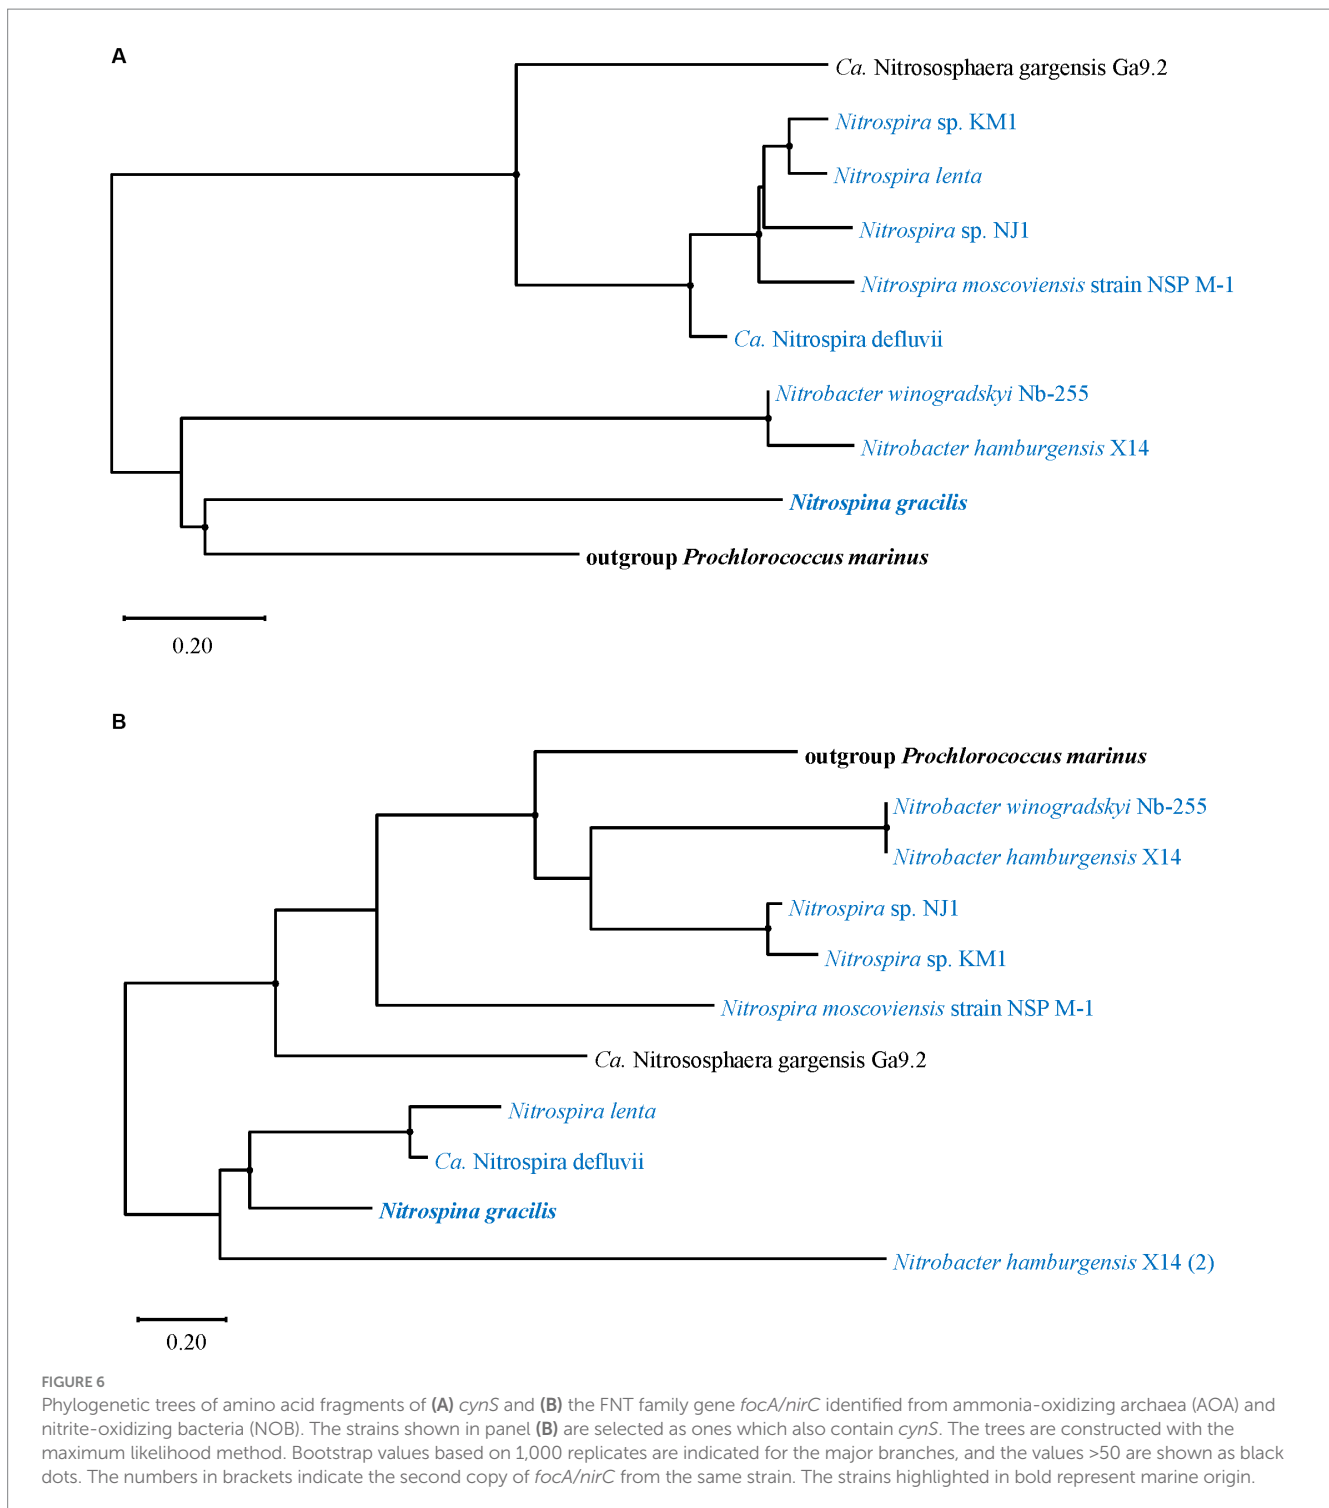 A
Ca. Nitrososphaera gargensis Ga9.2
Nitrospira sp. KM1
Nitrospira lenta
Nitrospira sp. NJ1
Nitrospira moscoviensis strain NSP M-1
Ca. Nitrospira defluvii
Nitrobacter winogradskyi Nb-255
Nitrobacter hamburgensis X14
Nitrospina gracilis
outgroup Prochlorococcus marinus
0.20
B
outgroup Prochlorococcus marinus
Nitrobacter winogradskyi Nb-255
Nitrobacter hamburgensis X14
Nitrospira sp. NJ1
Nitrospira sp. KM1
Nitrospira moscoviensis strain NSP M-1
Ca. Nitrososphaera gargensis Ga9.2
Nitrospira lenta
Ca. Nitrospira defluvii
Nitrospina gracilis
Nitrobacter hamburgensis X14 (2)
0.20
FIGURE 6
Phylogenetic trees of amino acid fragments of (A) cynS and (B) the FNT family gene focA/nirC identified from ammonia-oxidizing archaea (AOA) and
nitrite-oxidizing bacteria (NOB). The strains shown in panel (B) are selected as ones which also contain cynS. The trees are constructed with the
maximum likelihood method. Bootstrap values based on 1,000 replicates are indicated for the major branches, and the values >50 are shown as black
dots. The numbers in brackets indicate the second copy of focA/nirC from the same strain. The strains highlighted in bold represent marine origin.